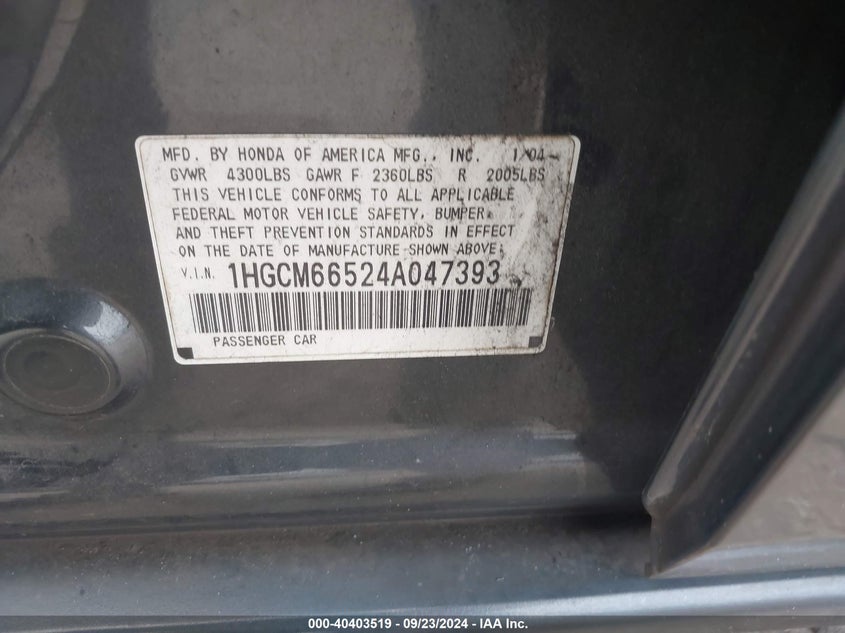 MFD. BY HONDA OF AMERICA MFG., INC. 1/04
GVWR 4300LBS GAWR F 2360LBS R 2005LBS
THIS VEHICLE CONFORMS TO ALL APPLICABLE
FEDERAL MOTOR VEHICLE SAFETY, BUMPER,
AND THEFT PREVENTION STANDARDS IN EFFECT
ON THE DATE OF MANUFACTURE SHOWN ABOVE.
V.I.N. 1HGCM66524A047393
PASSENGER CAR
000-40403519 - 09/23/2024 - IAA Inc.